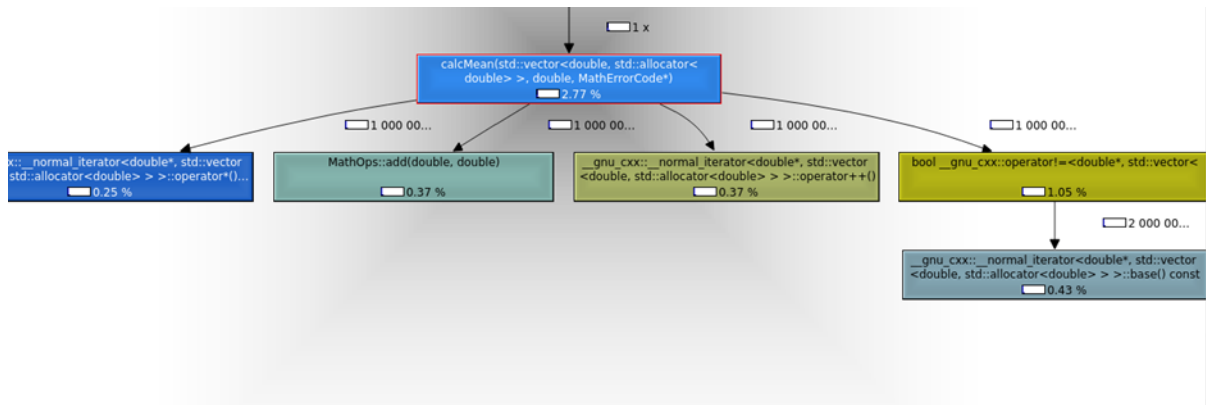 1 x
calcMean(std::vector<double, std::allocator<
double> >, double, MathErrorCode*)
2.77 %
1 000 00...
1 000 00...
1 000 00...
1 000 00...
x::__normal_iterator<double*, std::vector
std::allocator<double> > >::operator*()...
0.25 %
MathOps::add(double, double)
0.37 %
__gnu_cxx::__normal_iterator<double*, std::vector
<double, std::allocator<double> > >::operator++()
0.37 %
bool __gnu_cxx::operator!=<double*, std::vector<
1.05 %
2 000 00...
__gnu_cxx::__normal_iterator<double*, std::vector
<double, std::allocator<double> > >::base() const
0.43 %